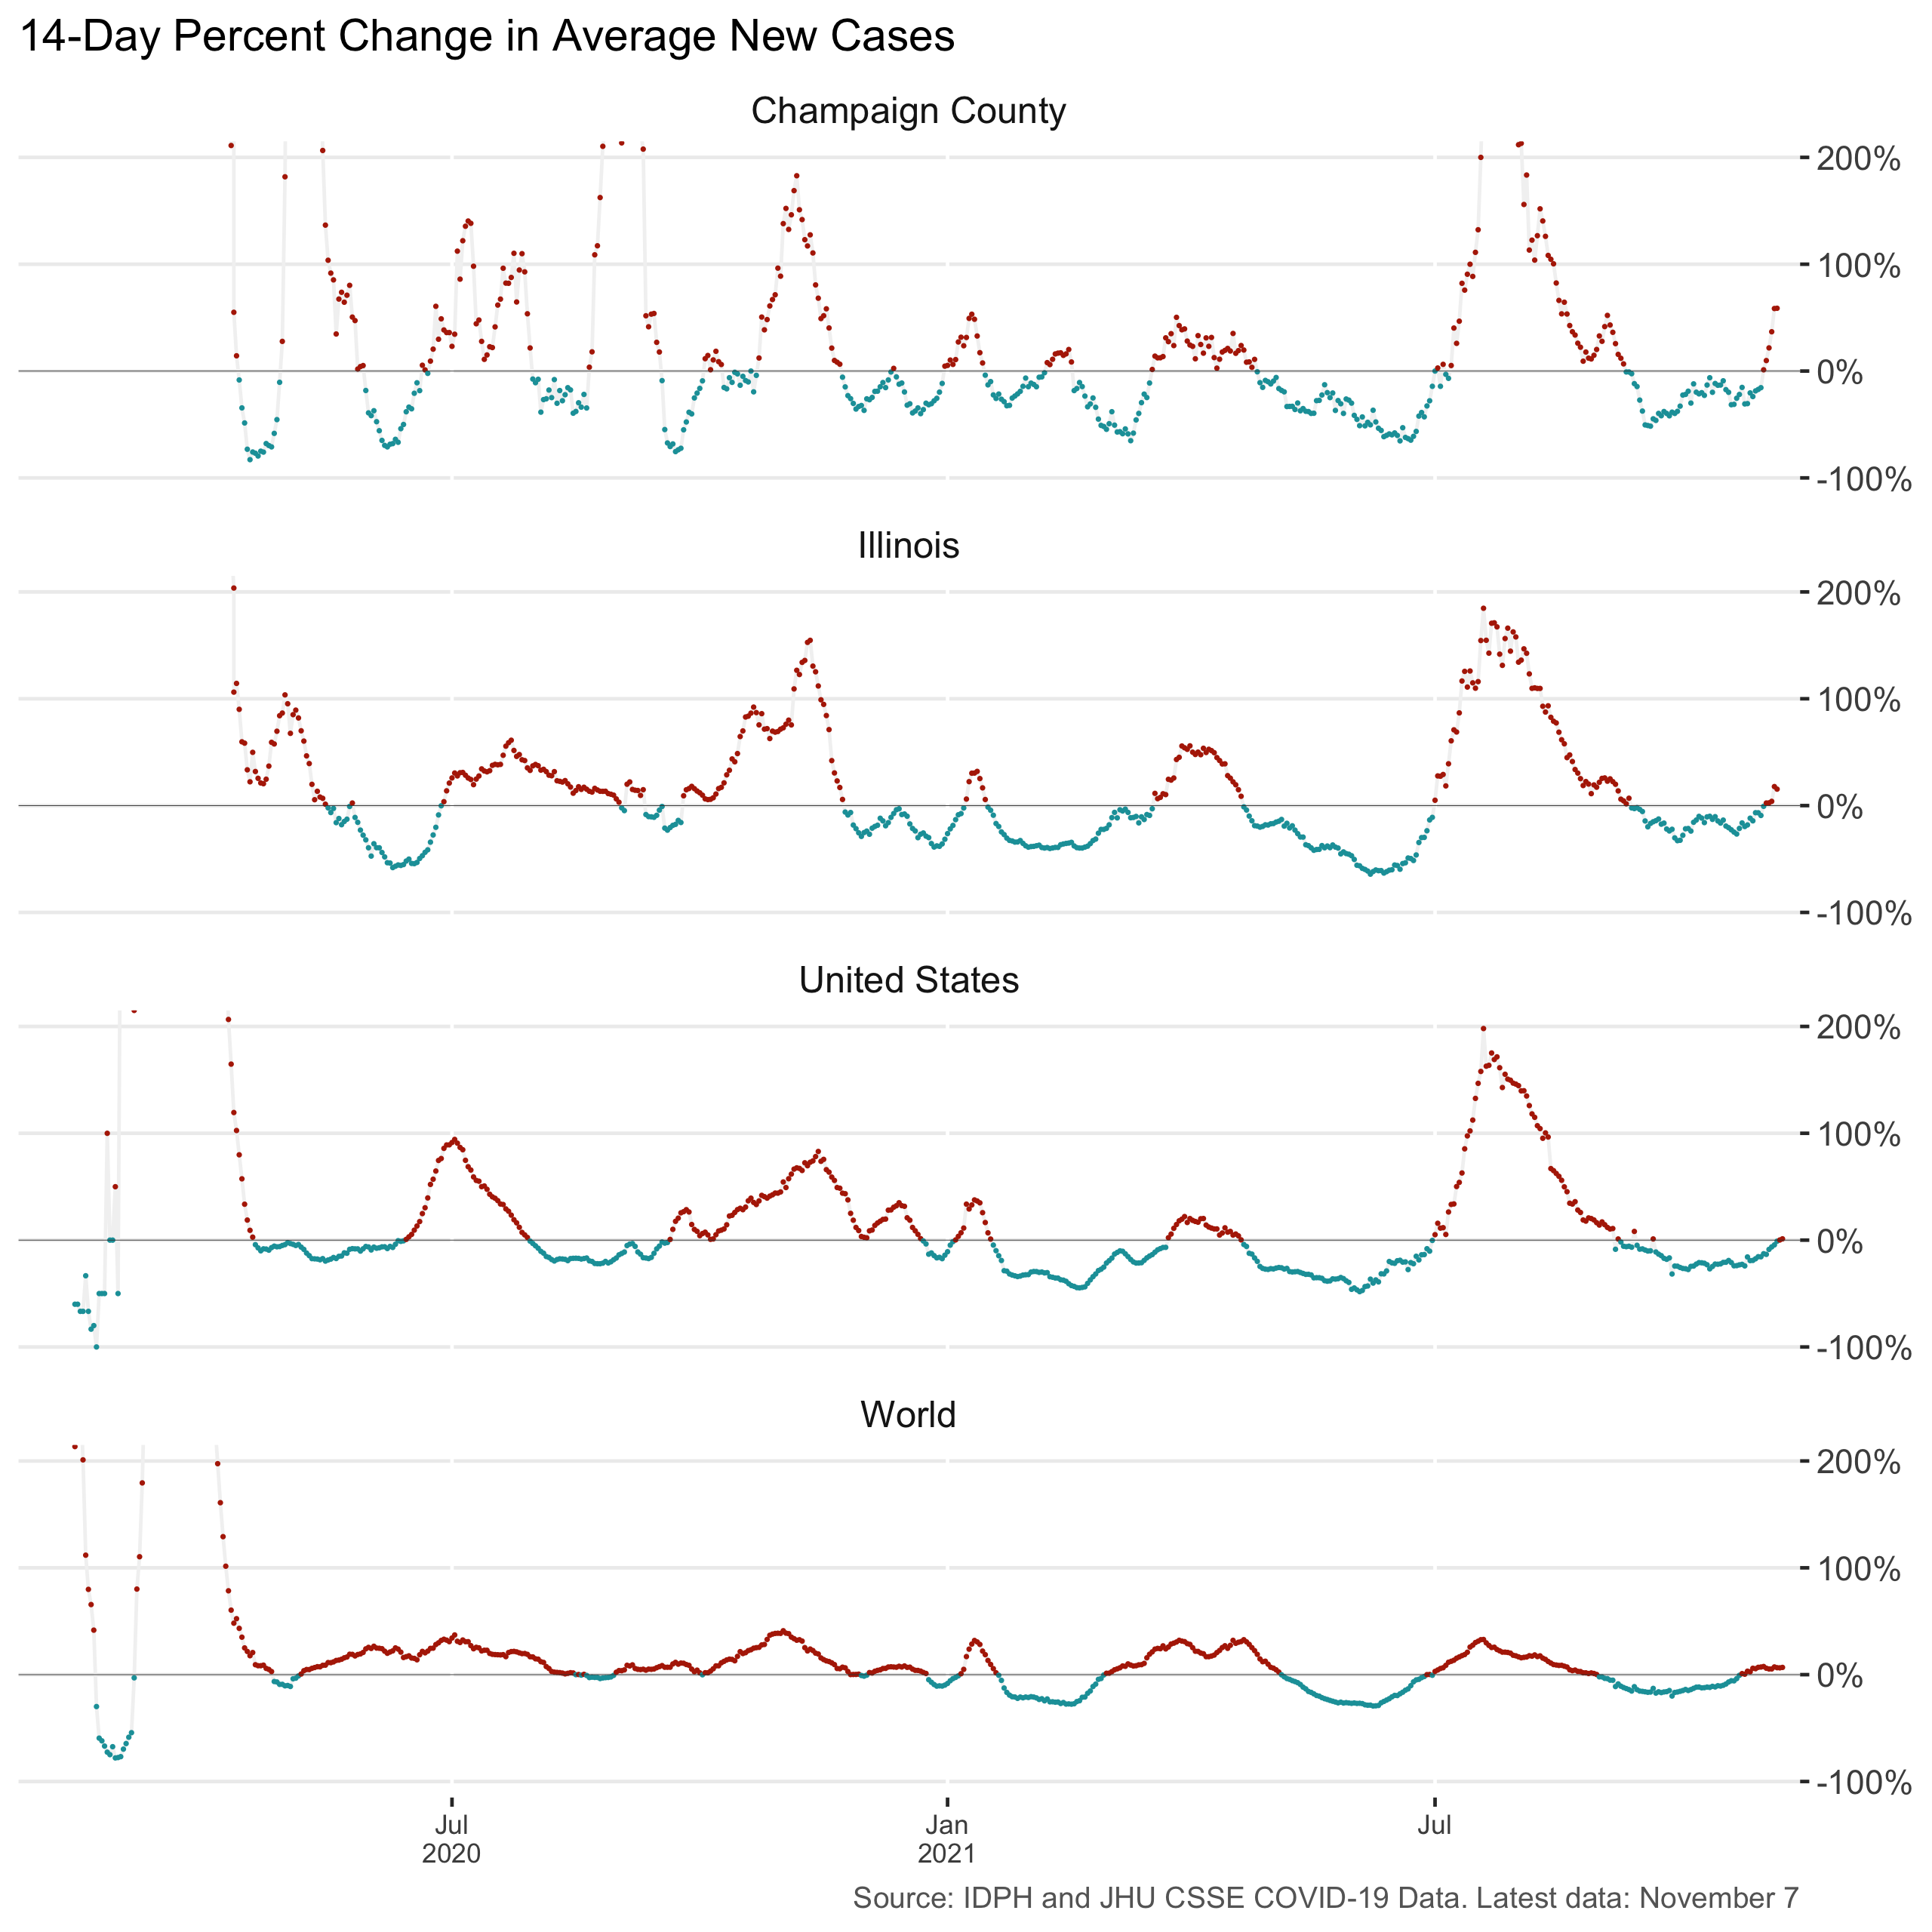 14-Day Percent Change in Average New Cases
Champaign County
200%
100%
0%
-100%
Illinois
200%
100%
0%
-100%
United States
200%
100%
0%
-100%
World
200%
100%
0%
-100%
Jul
2020
Jan
2021
Jul
Source: IDPH and JHU CSSE COVID-19 Data. Latest data: November 7